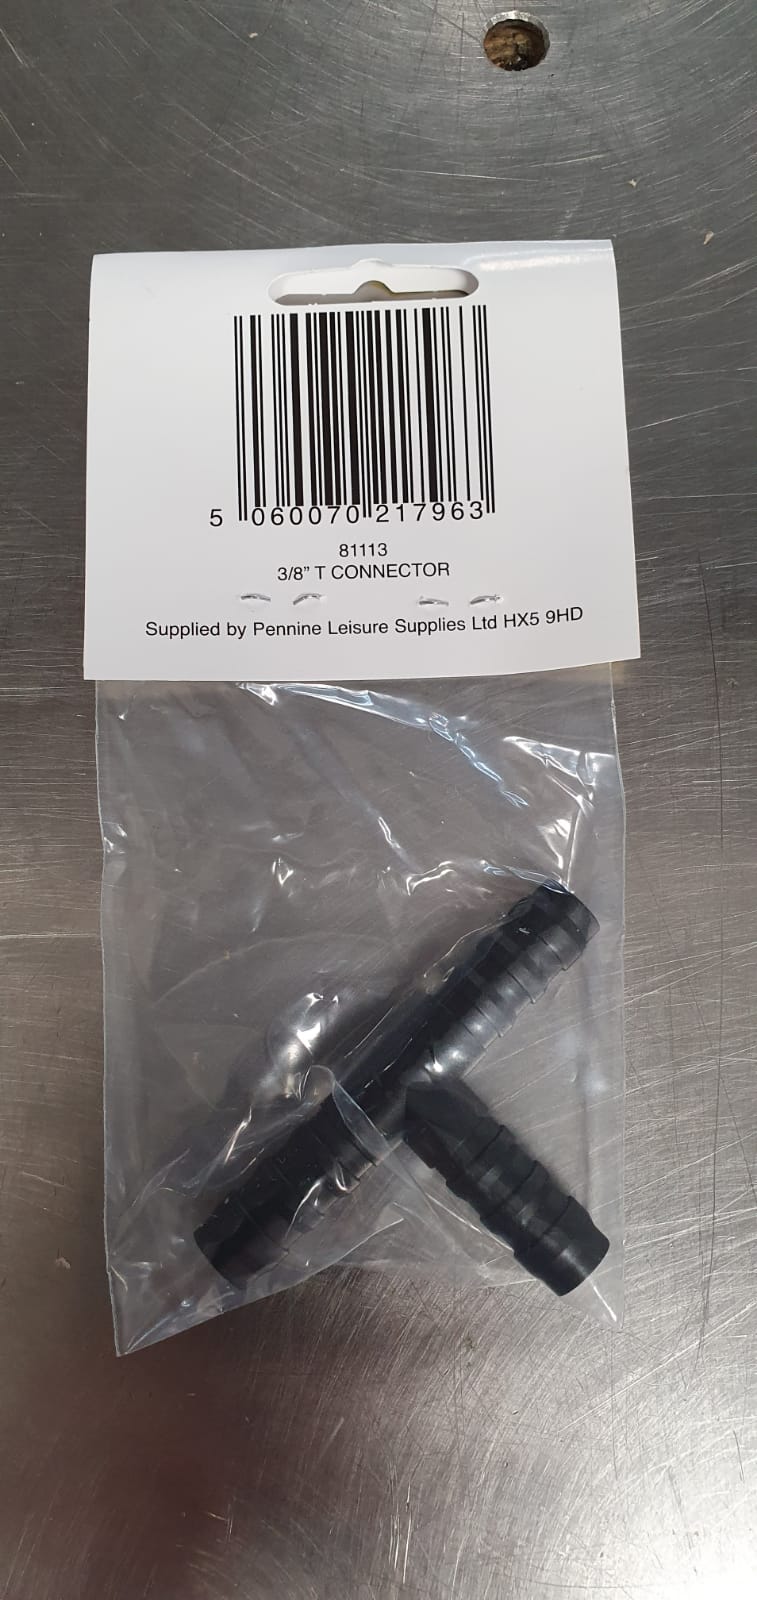 5 060070 217963
81113
3/8” T CONNECTOR
Supplied by Pennine Leisure Supplies Ltd HX5 9HD